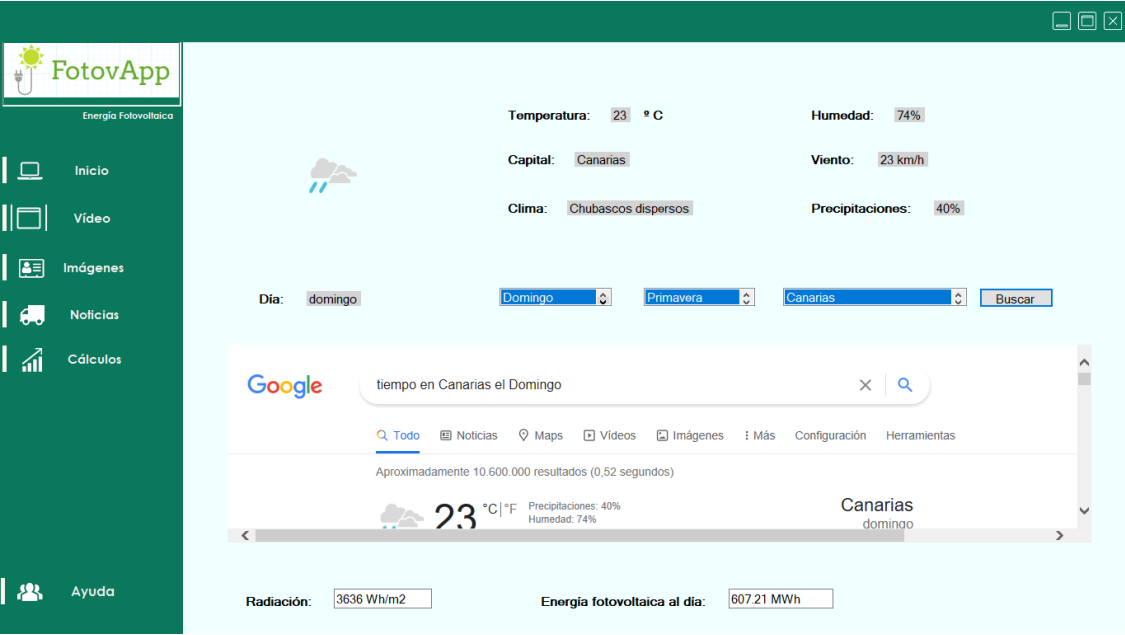 FotovApp
Energía Fotovoltaica
Inicio
Vídeo
Imágenes
Noticias
Cálculos
Ayuda
Temperatura: 23 º C Humedad: 74%
Capital: Canarias Viento: 23 km/h
Clima: Chubascos dispersos Precipitaciones: 40%
Día: domingo Domingo Primavera Canarias Buscar
Google tiempo en Canarias el Domingo
Todo Noticias Maps Vídeos Imágenes Más Configuración Herramientas
Aproximadamente 10.600.000 resultados (0,52 segundos)
23 °C|°F Precipitaciones: 40% Canarias
Humedad: 74% domingo
Radiación: 3636 Wh/m2 Energía fotovoltaica al día: 607.21 MWh